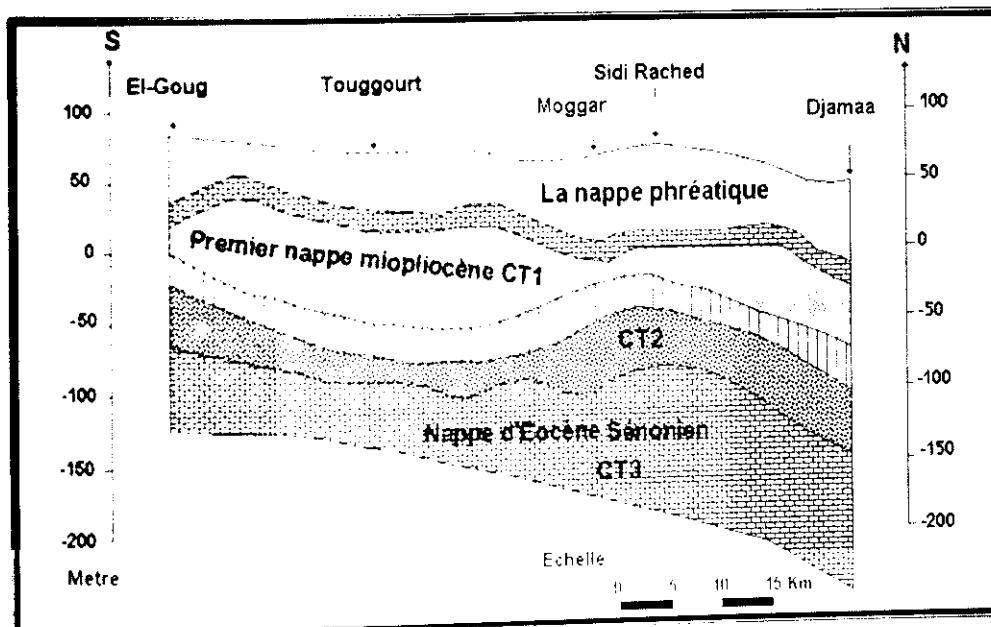 S
N
El-Goug
Touggourt
Sidi Rached
Moggar
Djamaa
100
50
0
-50
-100
-150
-200
Metre
100
50
0
-50
-100
-150
-200
La nappe phréatique
Premier nappe miopliocène CT1
CT2
Nappe d'Eocène Sénonien
CT3
Echelle
0 5 10 15 Km